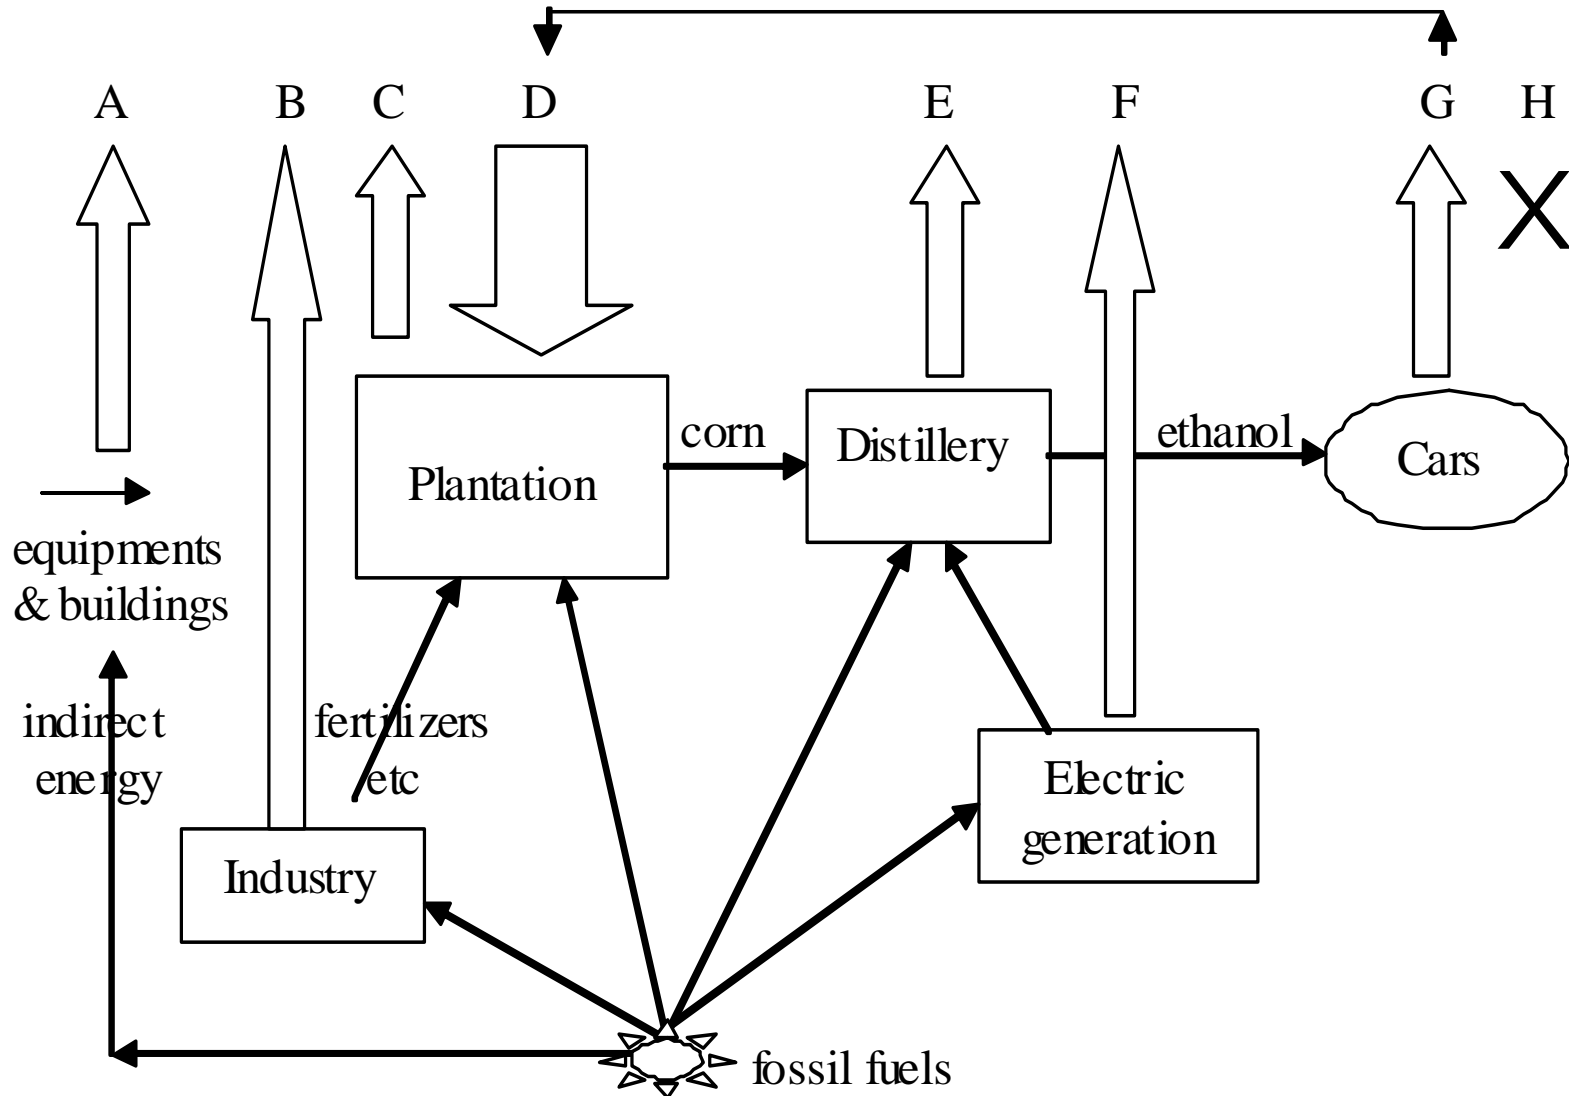 A
B
C
D
E
F
G
H
X
corn
Distillery
ethanol
Cars
Plantation
equipments
& buildings
indirect
energy
fertilizers
etc
Electric
generation
Industry
fossil fuels